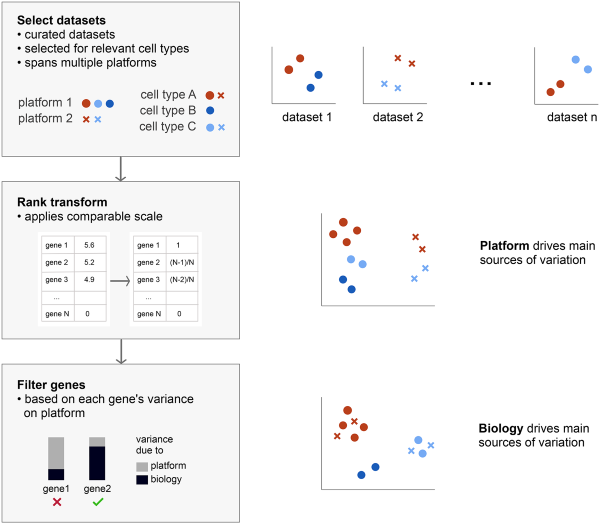 Select datasets
• curated datasets
• selected for relevant cell types
• spans multiple platforms
platform 1
platform 2
cell type A
cell type B
cell type C
dataset 1
dataset 2
...
dataset n
Rank transform
• applies comparable scale
gene 1 5.6
gene 2 5.2
gene 3 4.9
...
gene N 0
gene 1 1
gene 2 (N-1)/N
gene 3 (N-2)/N
...
gene N 0
Platform drives main
sources of variation
Filter genes
• based on each gene's variance
on platform
variance
due to
platform
biology
gene1
gene2
Biology drives main
sources of variation